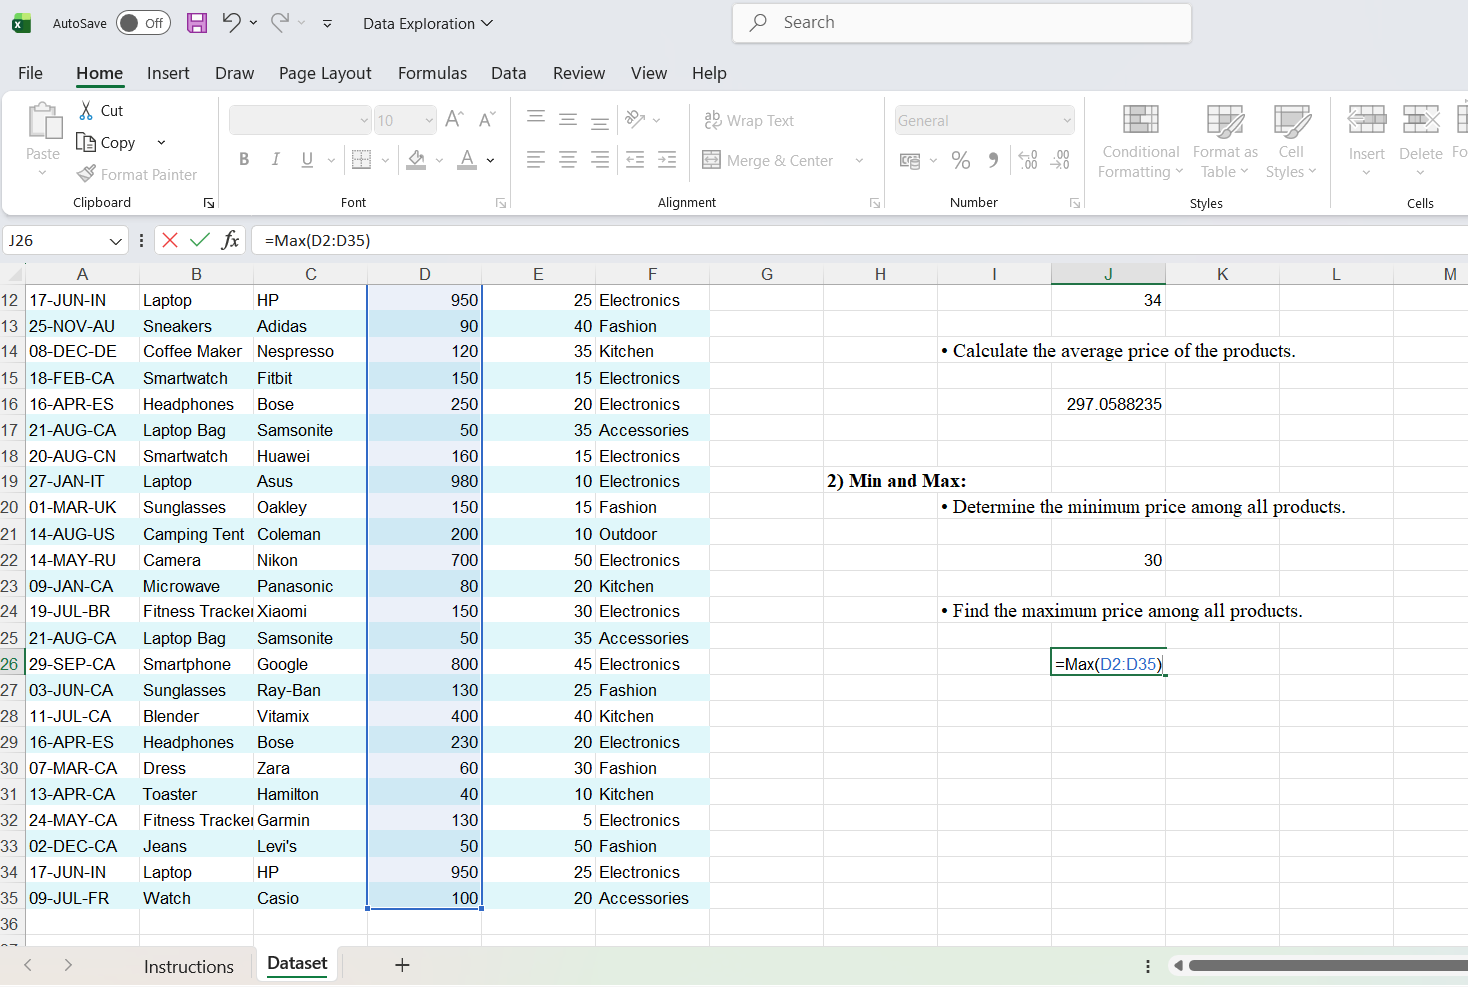 AutoSave Off Data Exploration Search
File Home Insert Draw Page Layout Formulas Data Review View Help
Cut
Copy
Paste Format Painter
Clipboard
10
Font
Wrap Text
Merge & Center
Alignment
General
Number
Conditional Formatting Format as Table Cell Styles
Styles
Insert Delete Fo
Cells
J26 fx =Max(D2:D35)
A B C D E F G H I J K L M
12 17-JUN-IN Laptop HP 950 25 Electronics 34
13 25-NOV-AU Sneakers Adidas 90 40 Fashion
14 08-DEC-DE Coffee Maker Nespresso 120 35 Kitchen • Calculate the average price of the products.
15 18-FEB-CA Smartwatch Fitbit 150 15 Electronics
16 16-APR-ES Headphones Bose 250 20 Electronics 297.0588235
17 21-AUG-CA Laptop Bag Samsonite 50 35 Accessories
18 20-AUG-CN Smartwatch Huawei 160 15 Electronics
19 27-JAN-IT Laptop Asus 980 10 Electronics 2) Min and Max:
20 01-MAR-UK Sunglasses Oakley 150 15 Fashion • Determine the minimum price among all products.
21 14-AUG-US Camping Tent Coleman 200 10 Outdoor
22 14-MAY-RU Camera Nikon 700 50 Electronics 30
23 09-JAN-CA Microwave Panasonic 80 20 Kitchen
24 19-JUL-BR Fitness Tracker Xiaomi 150 30 Electronics • Find the maximum price among all products.
25 21-AUG-CA Laptop Bag Samsonite 50 35 Accessories
26 29-SEP-CA Smartphone Google 800 45 Electronics =Max(D2:D35)
27 03-JUN-CA Sunglasses Ray-Ban 130 25 Fashion
28 11-JUL-CA Blender Vitamix 400 40 Kitchen
29 16-APR-ES Headphones Bose 230 20 Electronics
30 07-MAR-CA Dress Zara 60 30 Fashion
31 13-APR-CA Toaster Hamilton 40 10 Kitchen
32 24-MAY-CA Fitness Tracker Garmin 130 5 Electronics
33 02-DEC-CA Jeans Levi's 50 50 Fashion
34 17-JUN-IN Laptop HP 950 25 Electronics
35 09-JUL-FR Watch Casio 100 20 Accessories
36
Instructions Dataset